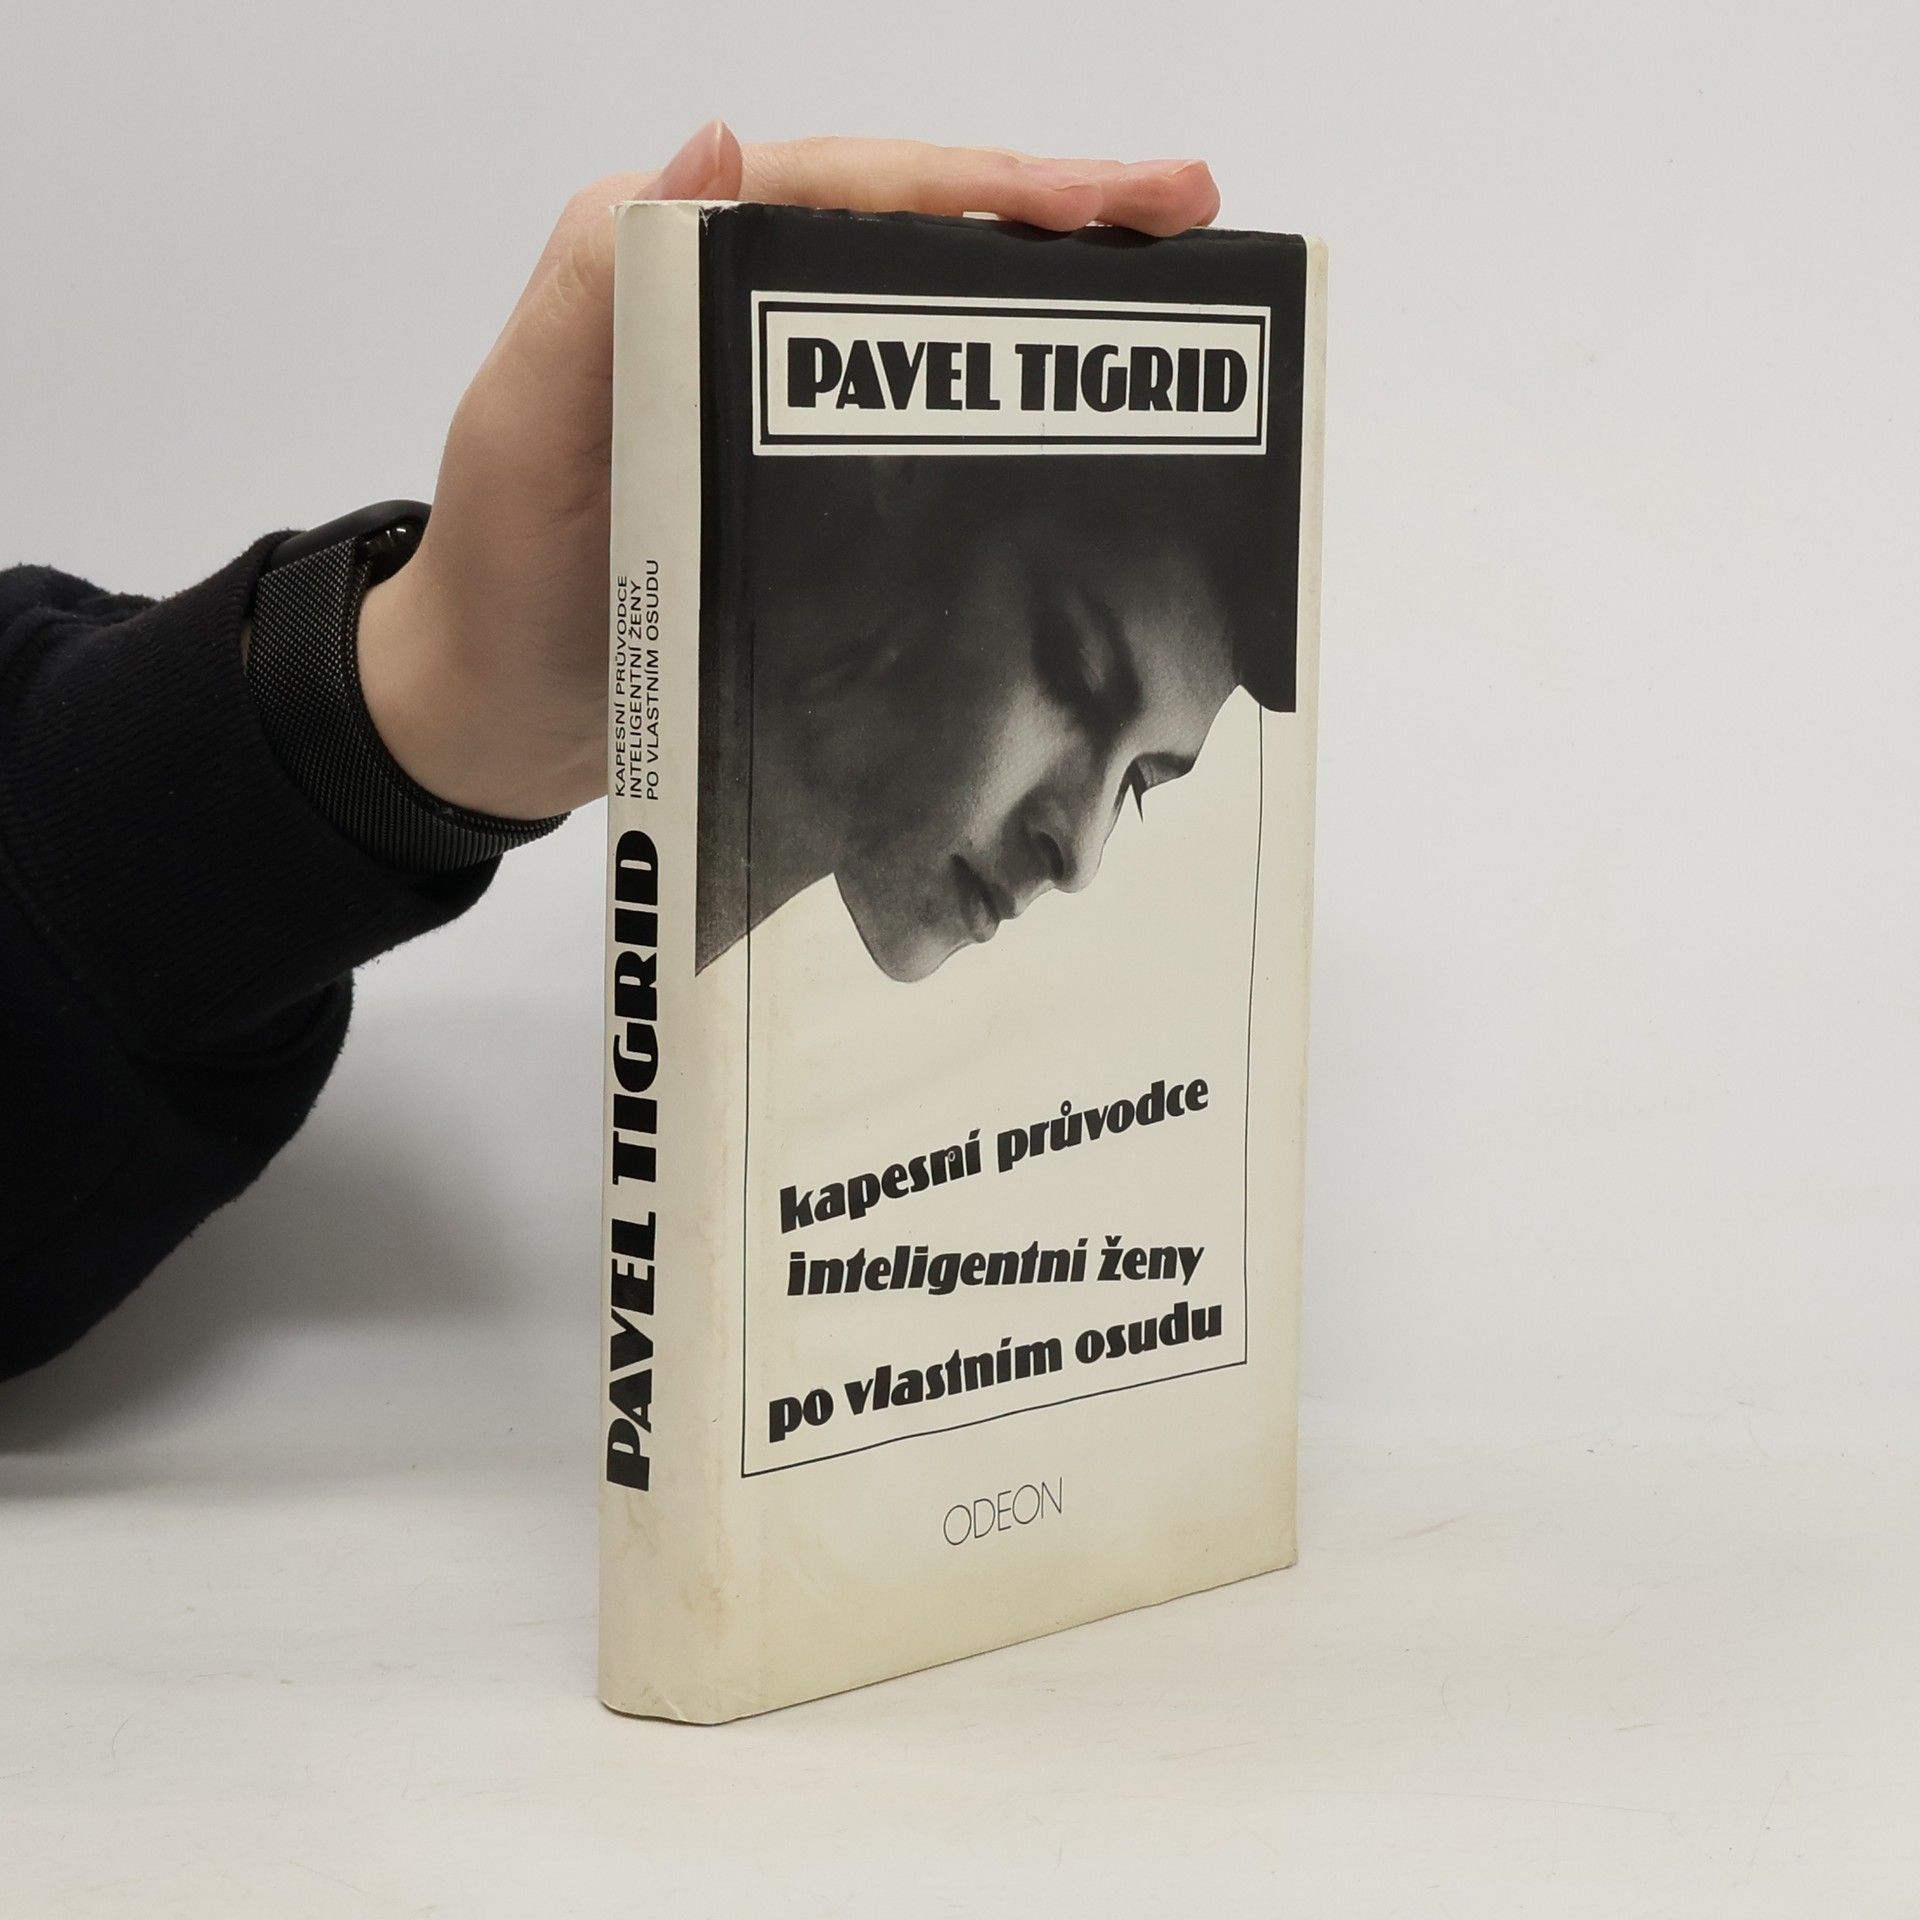 PAVEL TIGRID
kapesní průvodce
inteligentní ženy
po vlastním osudu
ODEON
PAVEL TIGRID
KAPESNÍ PRŮVODCE
INTELIGENTNÍ ŽENY
PO VLASTNÍM OSUDU